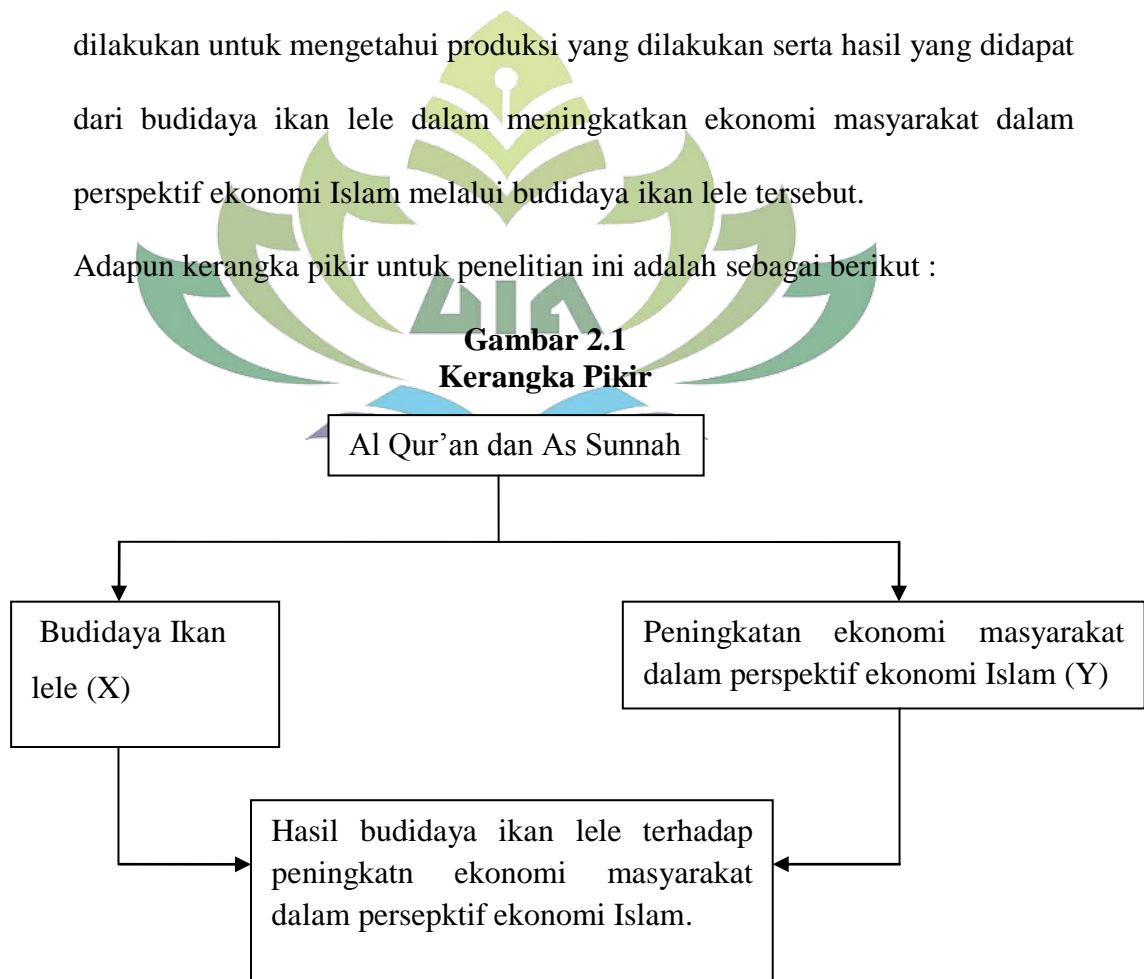 dilakukan untuk mengetahui produksi yang dilakukan serta hasil yang didapat
dari budidaya ikan lele dalam meningkatkan ekonomi masyarakat dalam
perspektif ekonomi Islam melalui budidaya ikan lele tersebut.
Adapun kerangka pikir untuk penelitian ini adalah sebagai berikut :
UIN
Gambar 2.1
Kerangka Pikir
Al Qur’an dan As Sunnah
Budidaya Ikan
lele (X)
Peningkatan ekonomi masyarakat
dalam perspektif ekonomi Islam (Y)
Hasil budidaya ikan lele terhadap
peningkatn ekonomi masyarakat
dalam persepktif ekonomi Islam.